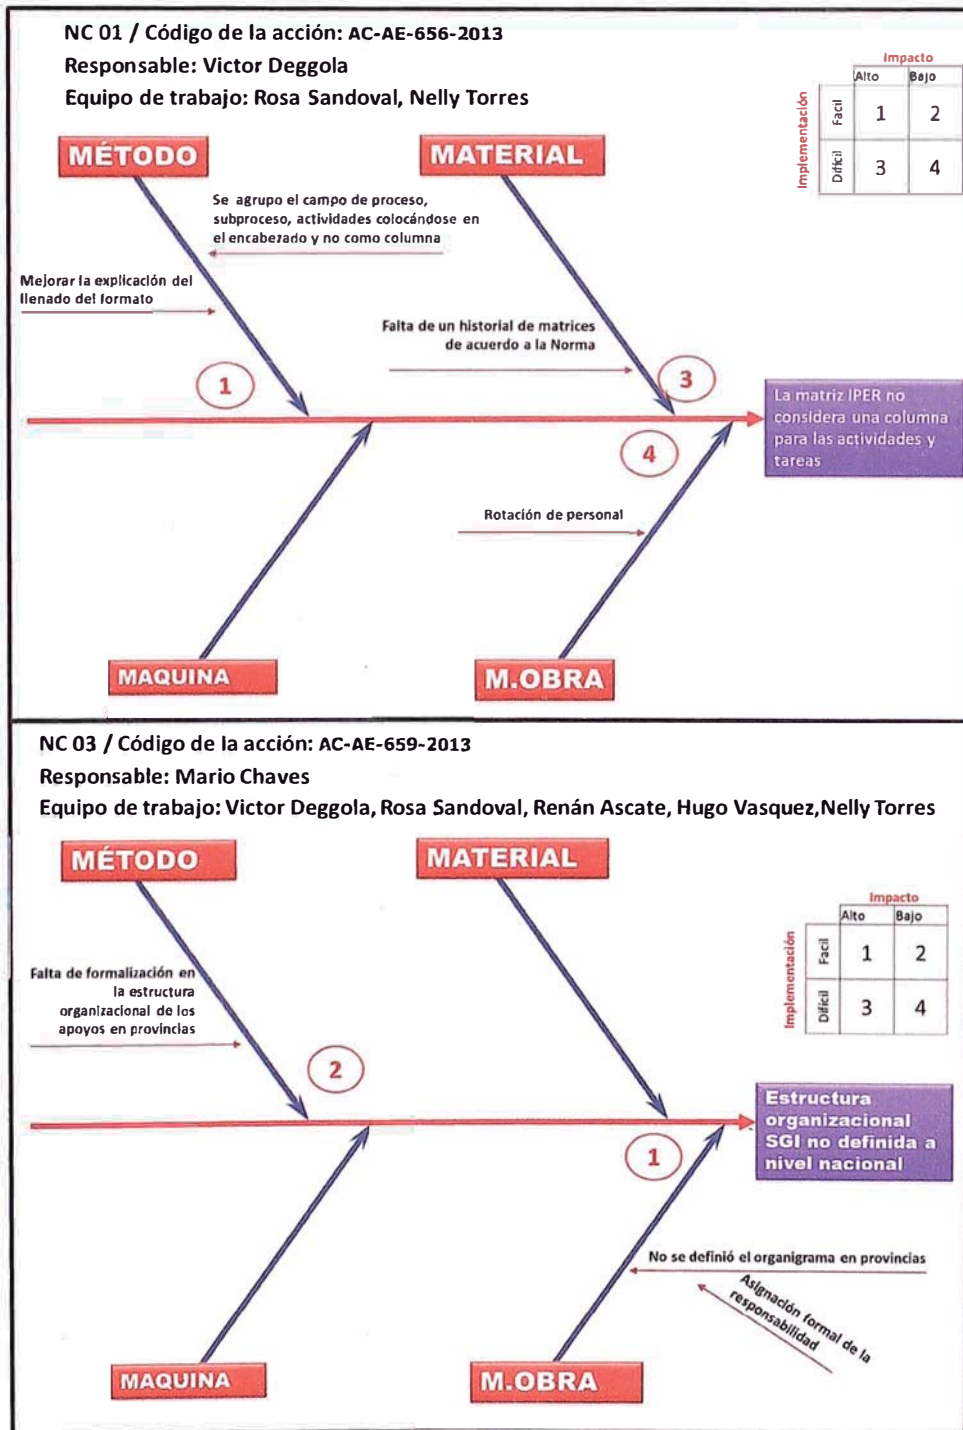 NC 01 / Código de la acción: AC-AE-656-2013
Responsable: Victor Deggola
Equipo de trabajo: Rosa Sandoval, Nelly Torres
Impacto
Alto Bajo
Implementación
Facil
1 2
Difícil
3 4
MÉTODO
MATERIAL
Se agrupo el campo de proceso,
subproceso, actividades colocándose en
el encabezado y no como columna
Mejorar la explicación del
llenado del formato
Falta de un historial de matrices
de acuerdo a la Norma
1
3
La matriz IPER no
considera una columna
para las actividades y
tareas
4
Rotación de personal
MAQUINA
M.OBRA
NC 03 / Código de la acción: AC-AE-659-2013
Responsable: Mario Chaves
Equipo de trabajo: Victor Deggola, Rosa Sandoval, Renán Ascate, Hugo Vasquez,Nelly Torres
MÉTODO
MATERIAL
Impacto
Alto Bajo
Implementación
Facil
1 2
Difícil
3 4
Falta de formalización en
la estructura
organizacional de los
apoyos en provincias
2
Estructura
organizacional
SGI no definida a
nivel nacional
1
No se definió el organigrama en provincias
Asignación formal de la
responsabilidad
MAQUINA
M.OBRA